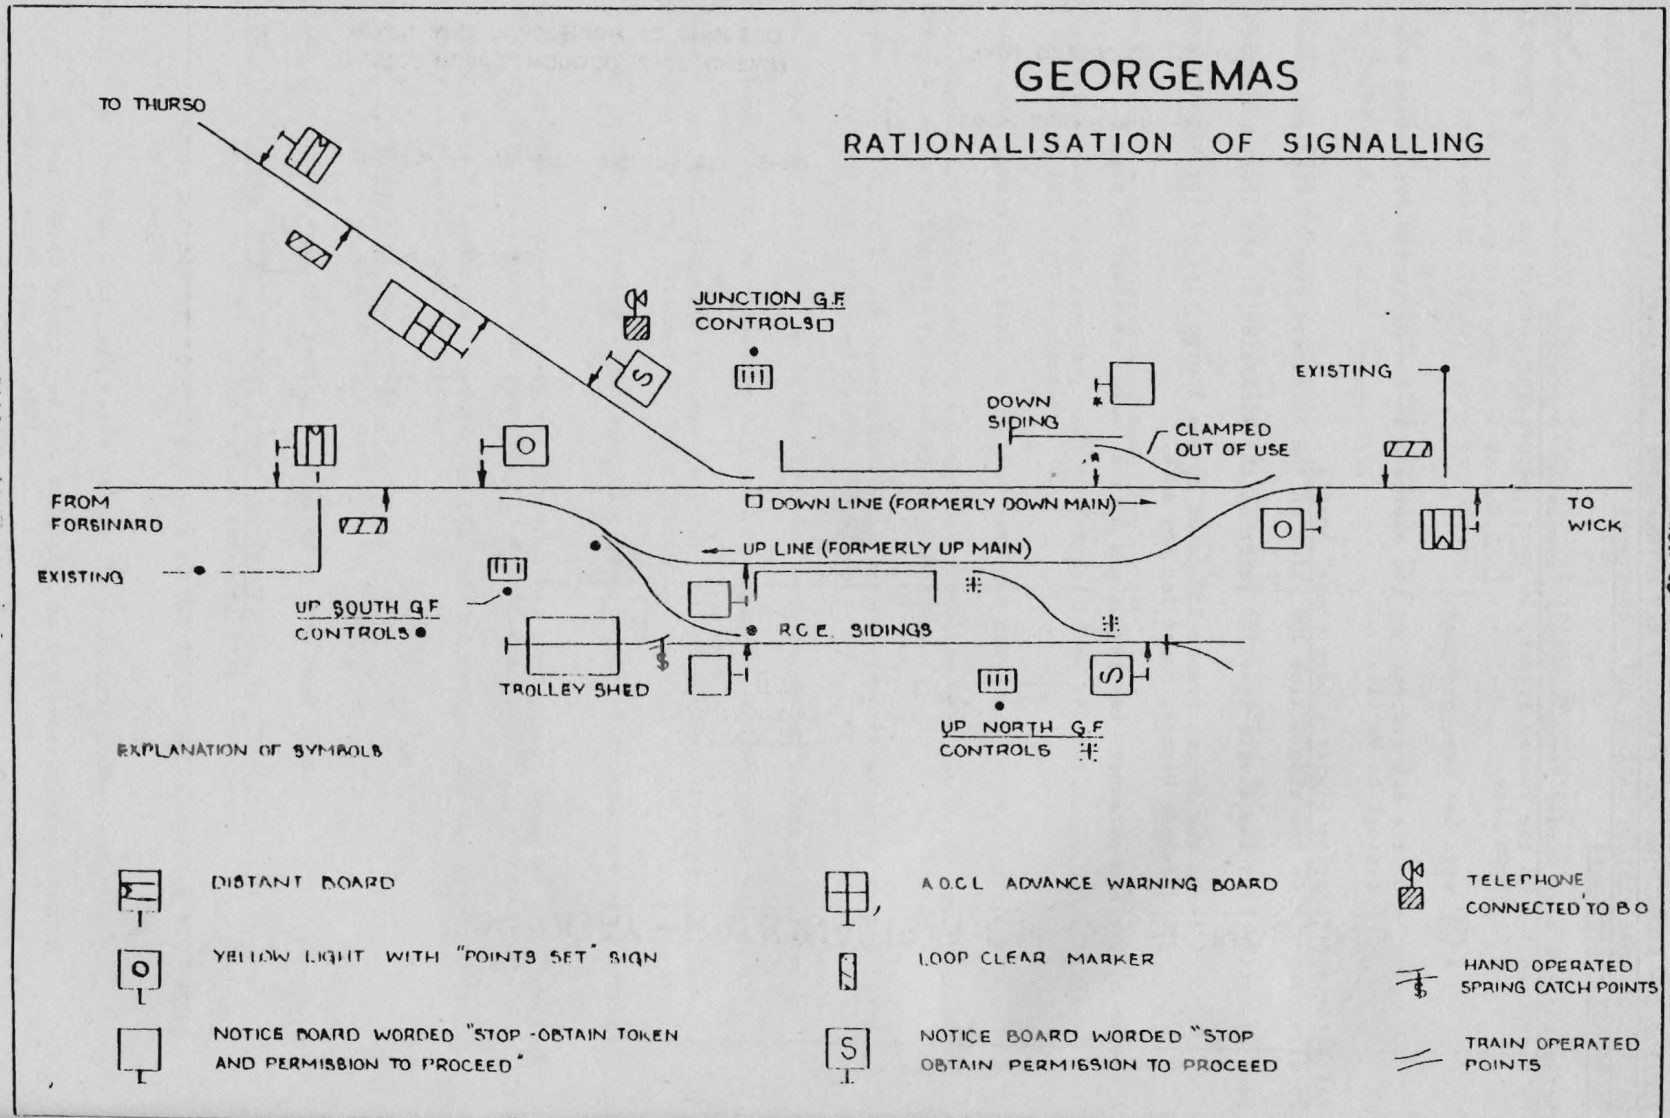 GEORGEMAS
RATIONALISATION OF SIGNALLING
TO THURSO
JUNCTION G.F.
CONTROLS
S
EXISTING
DOWN
SIDING
CLAMPED
OUT OF USE
O
FROM
FORSINARD
DOWN LINE (FORMERLY DOWN MAIN)
O
TO
WICK
UP LINE (FORMERLY UP MAIN)
EXISTING
UP SOUTH G.F
CONTROLS
R.C.E. SIDINGS
TROLLEY SHED
S
UP NORTH G.F
CONTROLS
EXPLANATION OF SYMBOLS
DISTANT BOARD
O
YELLOW LIGHT WITH "POINTS SET" SIGN
NOTICE BOARD WORDED "STOP - OBTAIN TOKEN
AND PERMISSION TO PROCEED"
A.O.C.L ADVANCE WARNING BOARD
LOOP CLEAR MARKER
S
NOTICE BOARD WORDED "STOP
OBTAIN PERMISSION TO PROCEED
TELEPHONE
CONNECTED TO B O
HAND OPERATED
SPRING CATCH POINTS
TRAIN OPERATED
POINTS